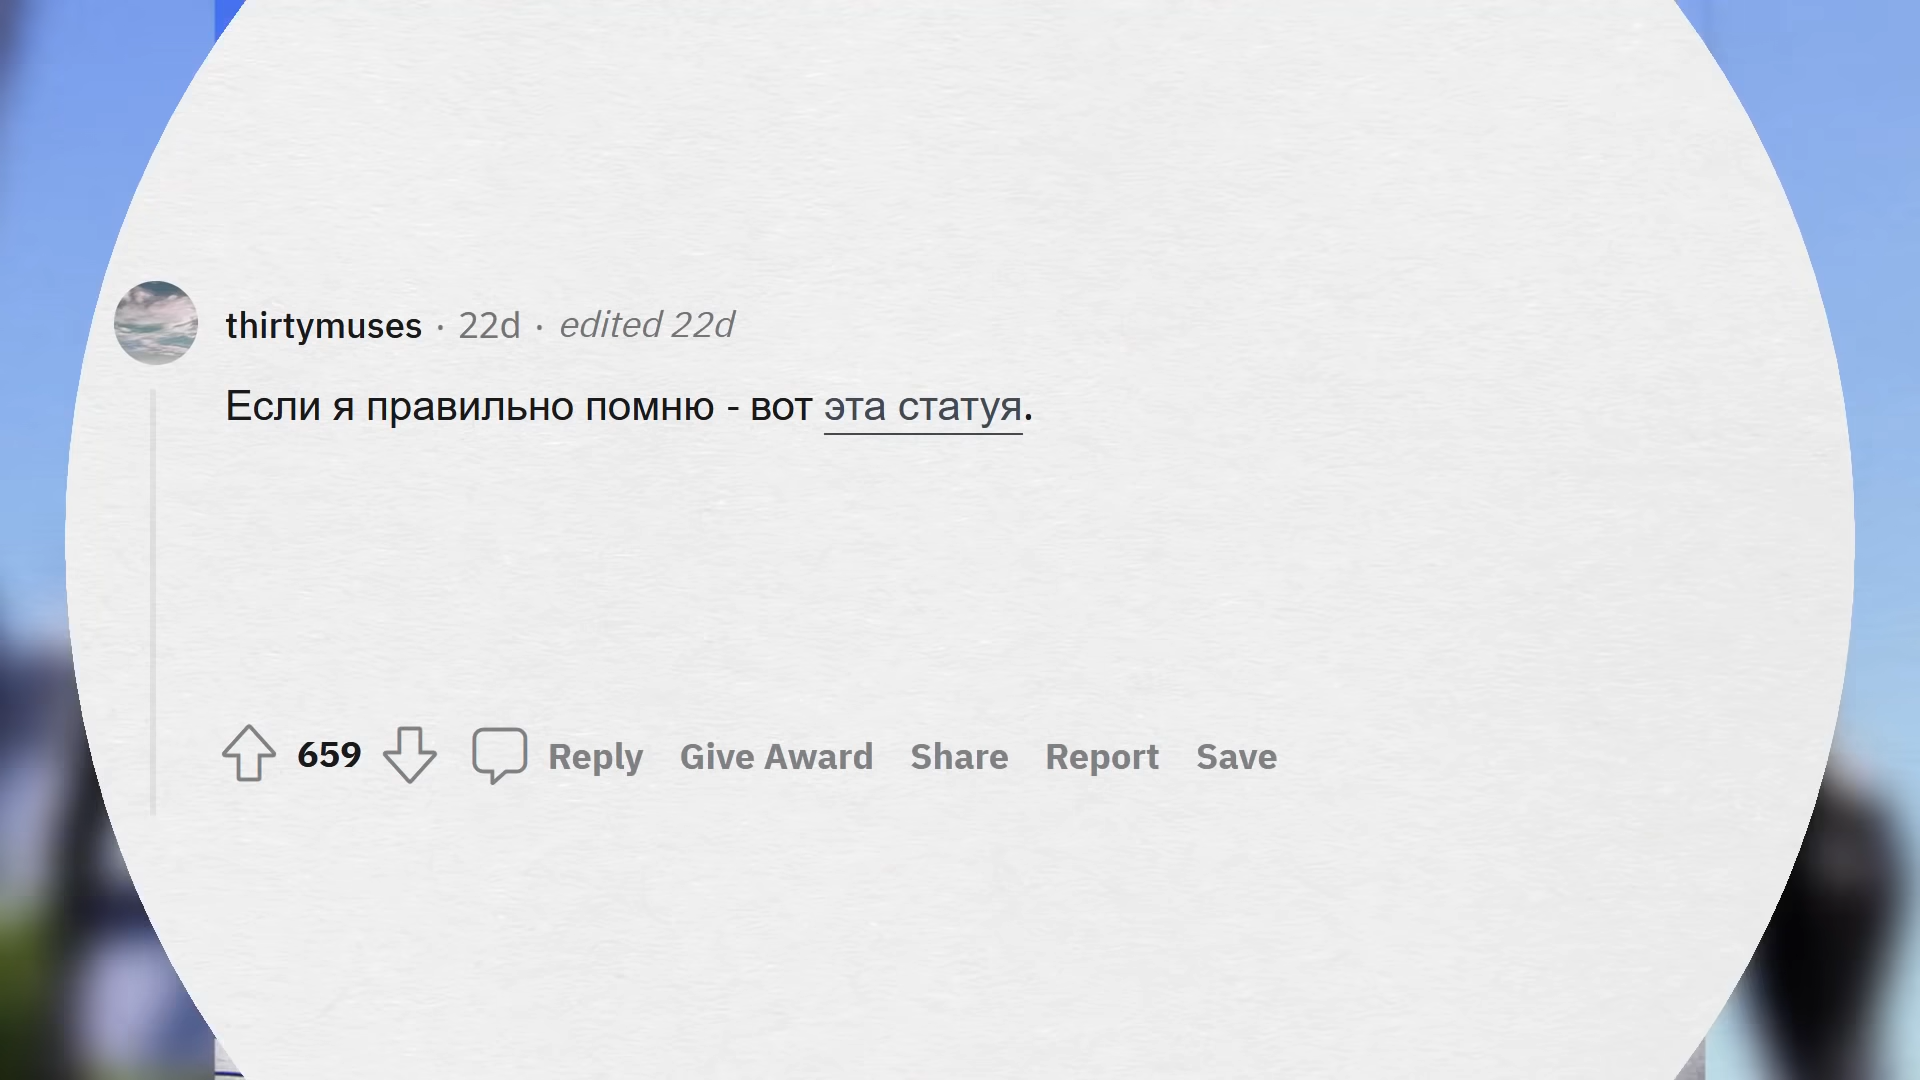 thirtymuses · 22d · edited 22d
Если я правильно помню - вот эта статуя.
659 Reply Give Award Share Report Save